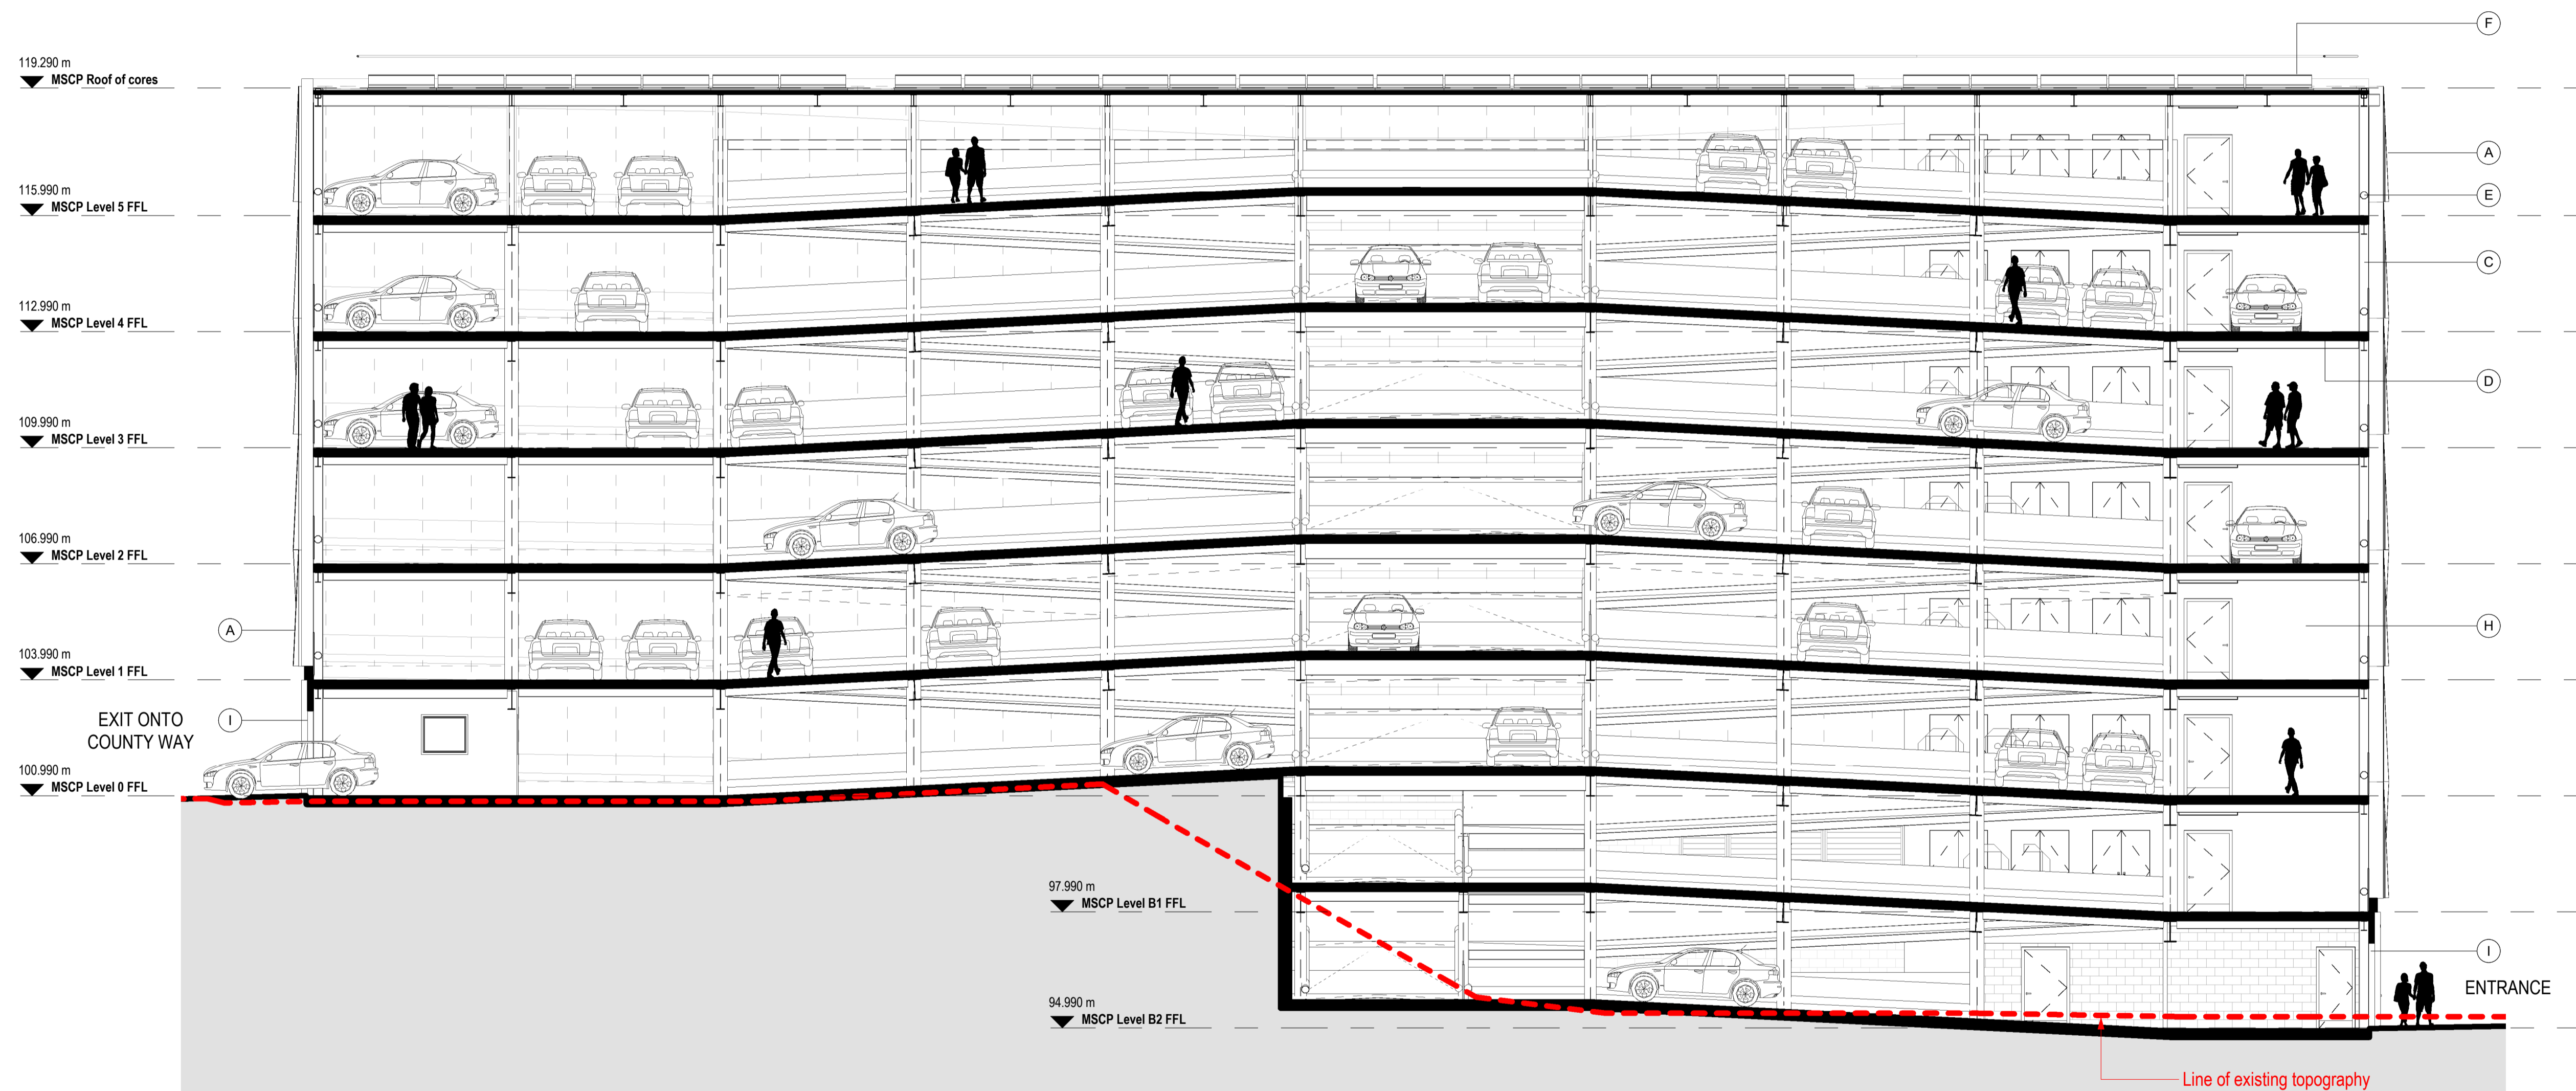 F
119.290 m
MSCP Roof of cores
A
115.990 m
E
MSCP Level 5 FFL
C
112.990 m
MSCP Level 4 FFL
D
109.990 m
MSCP Level 3 FFL
106.990 m
MSCP Level 2 FFL
A
H
103.990 m
MSCP Level 1 FFL
EXIT ONTO
COUNTY WAY
I
100.990 m
MSCP Level 0 FFL
97.990 m
MSCP Level B1 FFL
I
ENTRANCE
94.990 m
MSCP Level B2 FFL
Line of existing topography